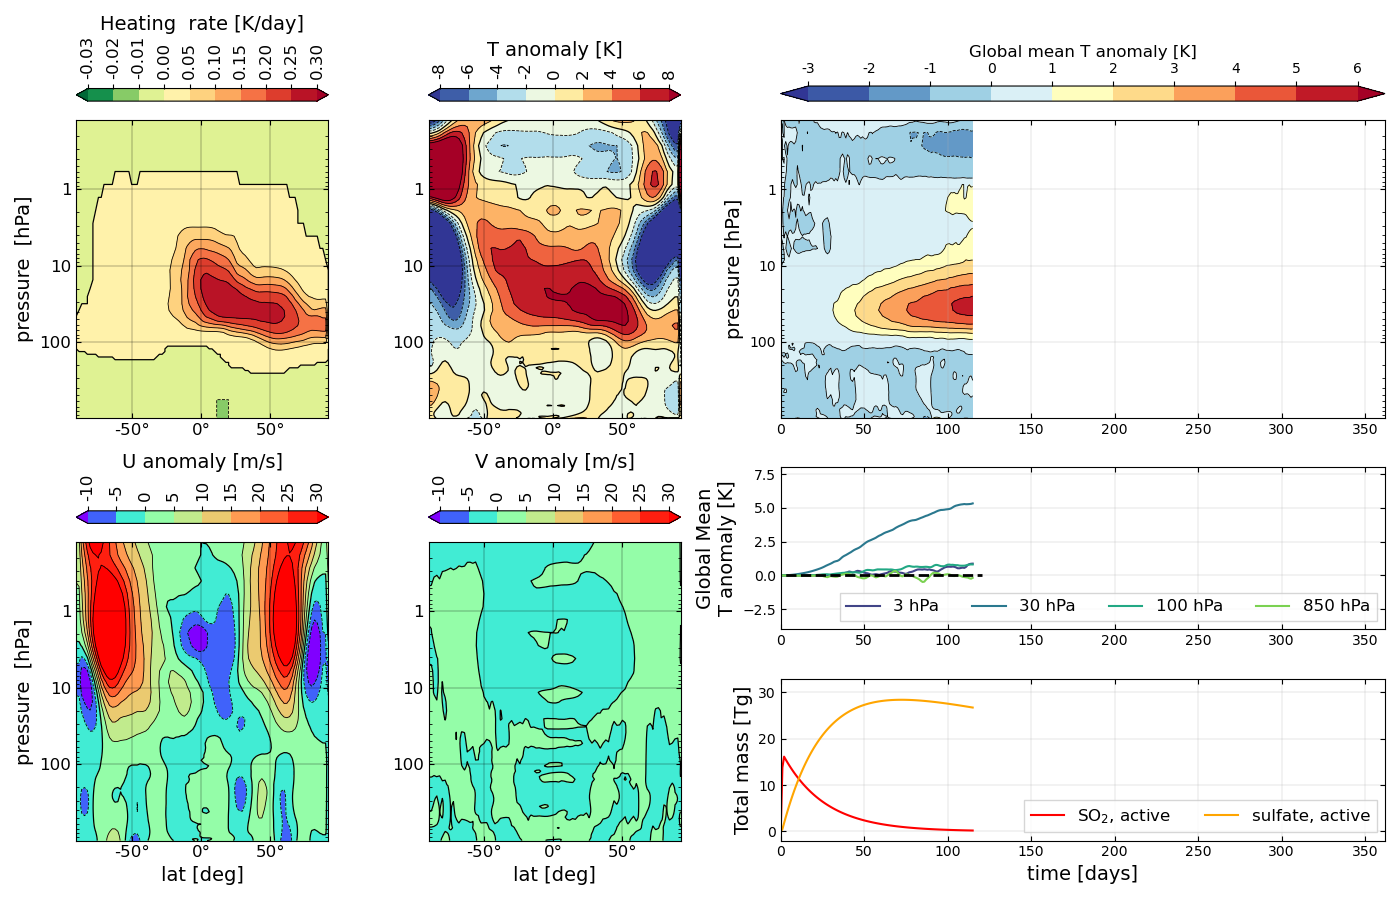 Heating  rate [K/day]
-0.03 -0.02 -0.01 0.00 0.05 0.10 0.15 0.20 0.25 0.30
pressure  [hPa]
1
10
100
-50° 0° 50°
T anomaly [K]
-8 -6 -4 -2 0 2 4 6 8
1
10
100
-50° 0° 50°
Global mean T anomaly [K]
-3 -2 -1 0 1 2 3 4 5 6
pressure [hPa]
1
10
100
0 50 100 150 200 250 300 350
U anomaly [m/s]
-10 -5 0 5 10 15 20 25 30
pressure  [hPa]
1
10
100
-50° 0° 50°
lat [deg]
V anomaly [m/s]
-10 -5 0 5 10 15 20 25 30
1
10
100
-50° 0° 50°
lat [deg]
Global Mean
T anomaly [K]
7.5
5.0
2.5
0.0
−2.5
3 hPa 30 hPa 100 hPa 850 hPa
Total mass [Tg]
30
20
10
0
SO₂, active sulfate, active
0 50 100 150 200 250 300 350
time [days]